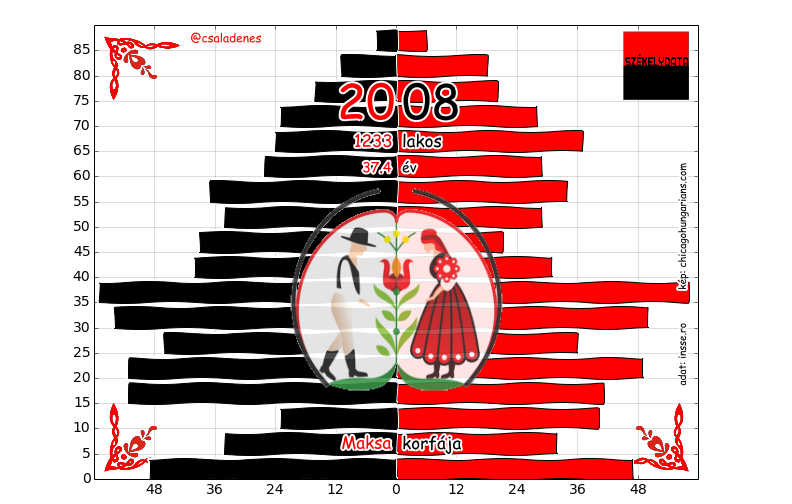 @csaladenes
SZÉKELYDATA
2008
1233 lakos
37.4 év
kép: chicagohungarians.com
adat: insse.ro
Maksa korfája
85
80
75
70
65
60
55
50
45
40
35
30
25
20
15
10
5
0
48 36 24 12 0 12 24 36 48